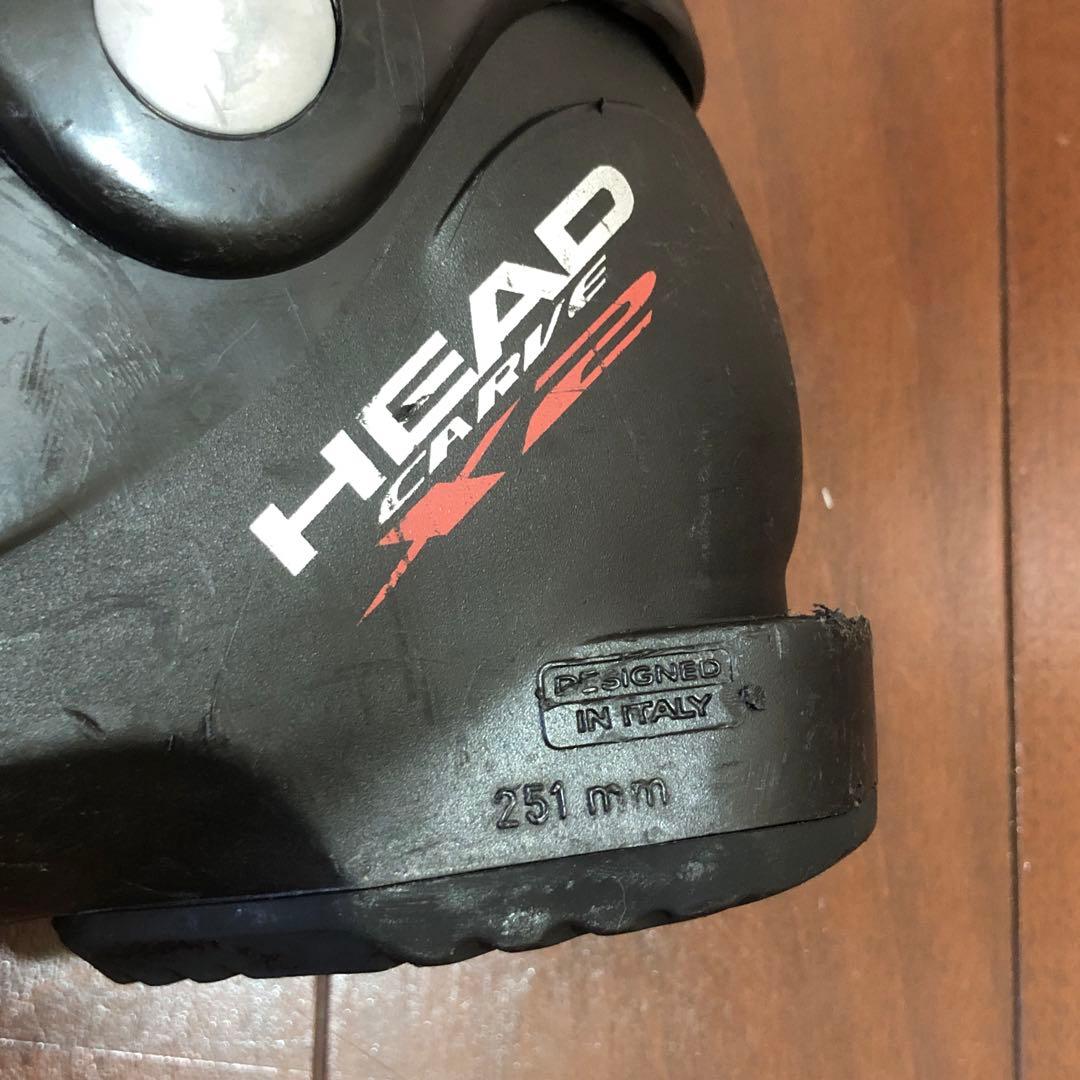 HEAD
CARVE
X2
DESIGNED
IN ITALY
251 mm